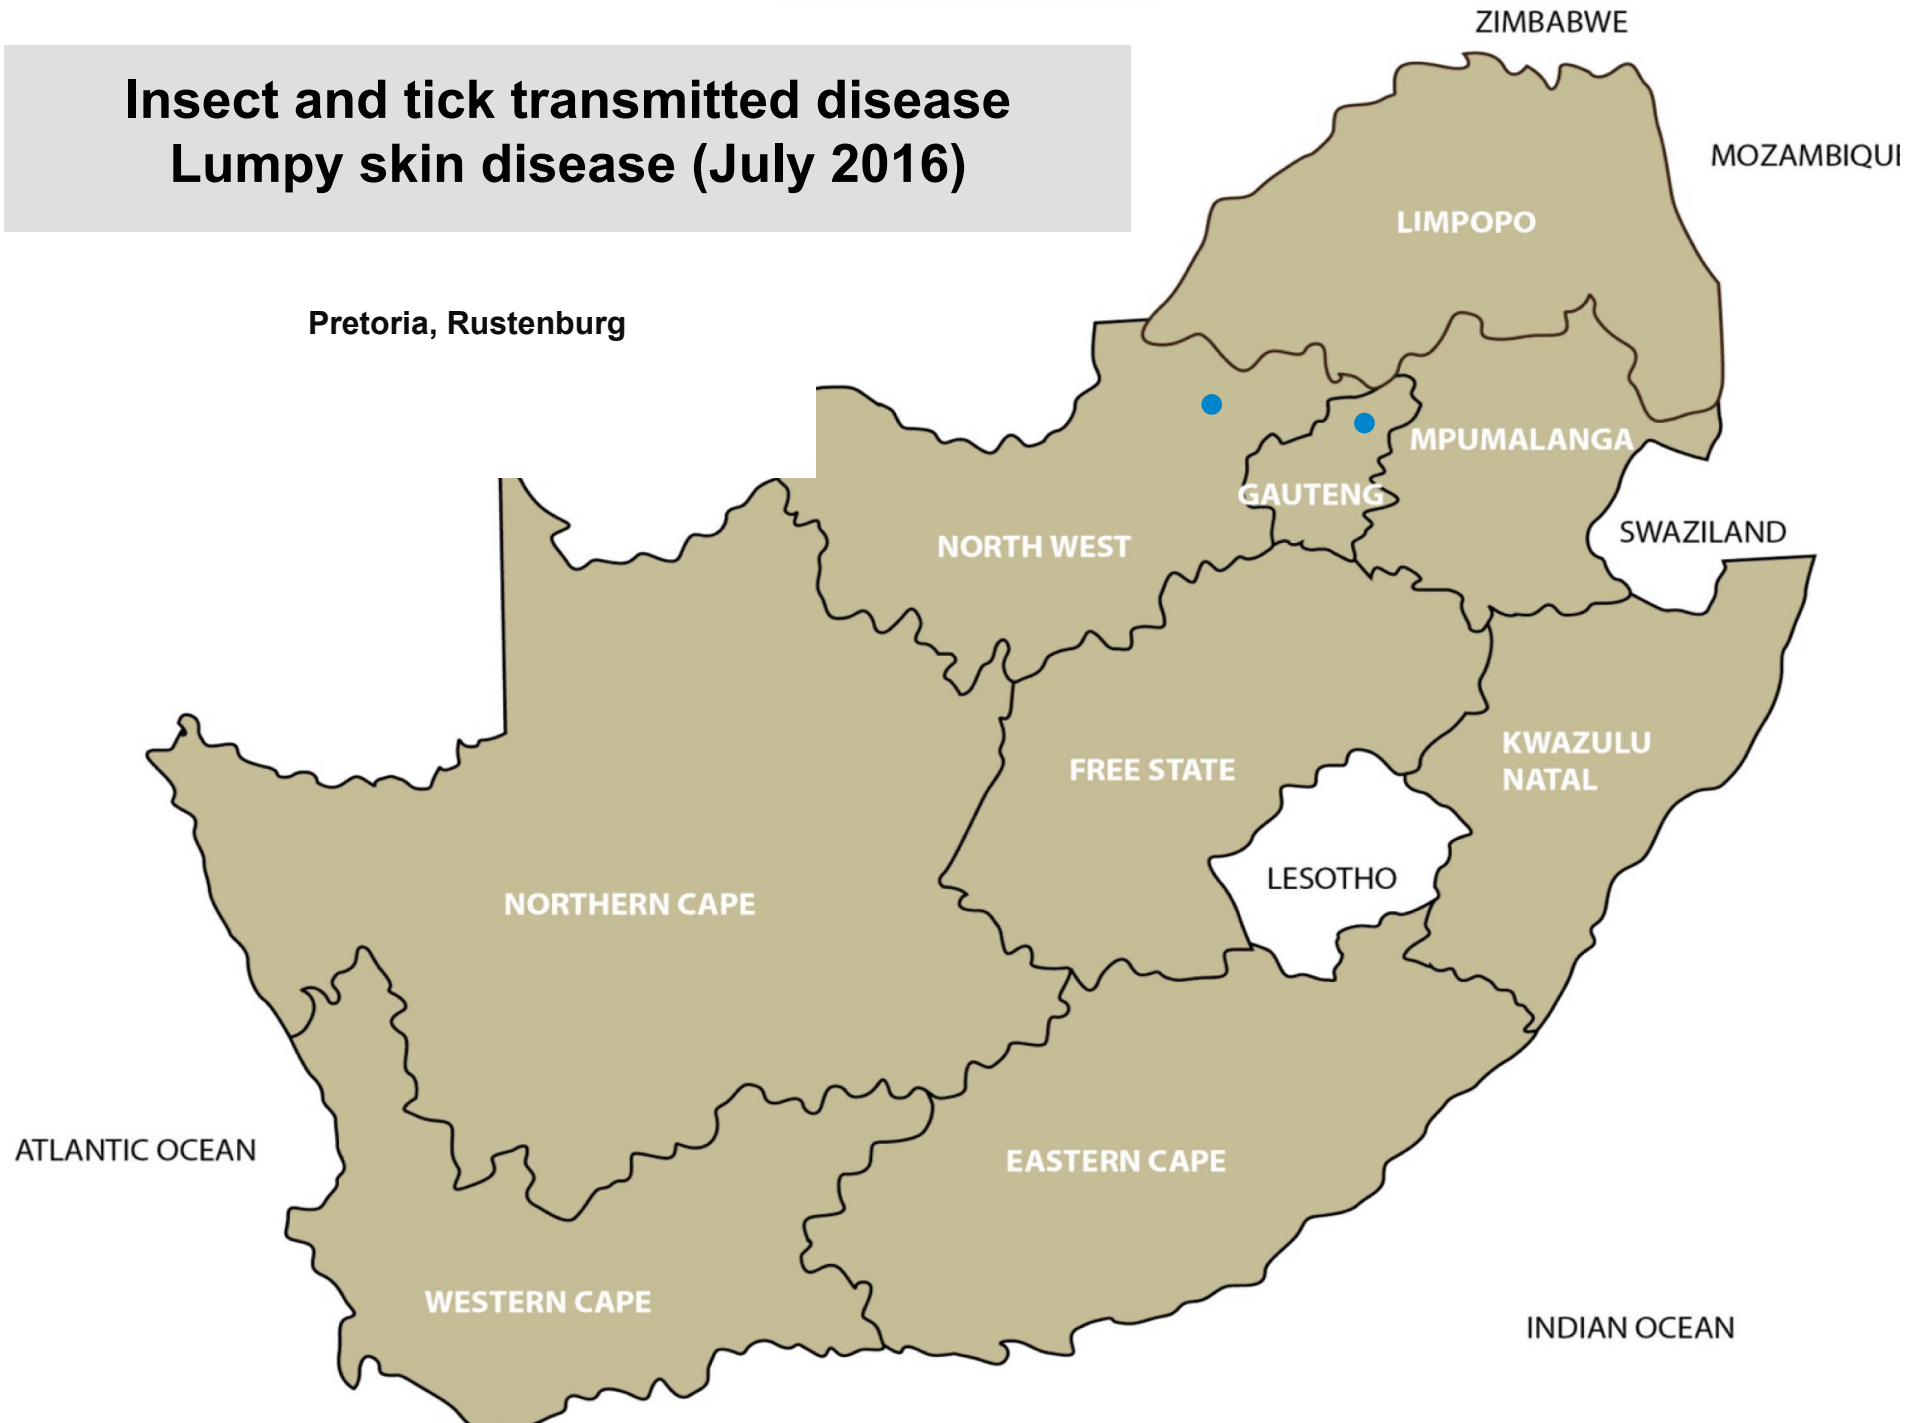 ZIMBABWE
Insect and tick transmitted disease
Lumpy skin disease (July 2016)
MOZAMBIQUI
LIMPOPO
Pretoria, Rustenburg
MPUMALANGA
GAUTENG
SWAZILAND
NORTH WEST
KWAZULU
NATAL
FREE STATE
LESOTHO
NORTHERN CAPE
ATLANTIC OCEAN
EASTERN CAPE
WESTERN CAPE
INDIAN OCEAN